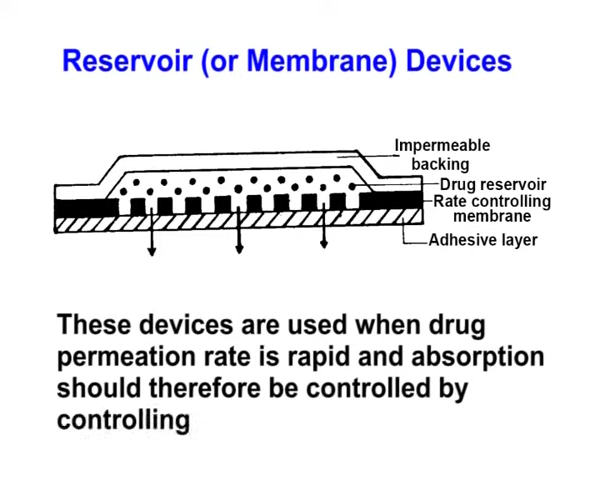 Reservoir (or Membrane) Devices
Impermeable
backing
Drug reservoir
Rate controlling
membrane
Adhesive layer
These devices are used when drug
permeation rate is rapid and absorption
should therefore be controlled by
controlling